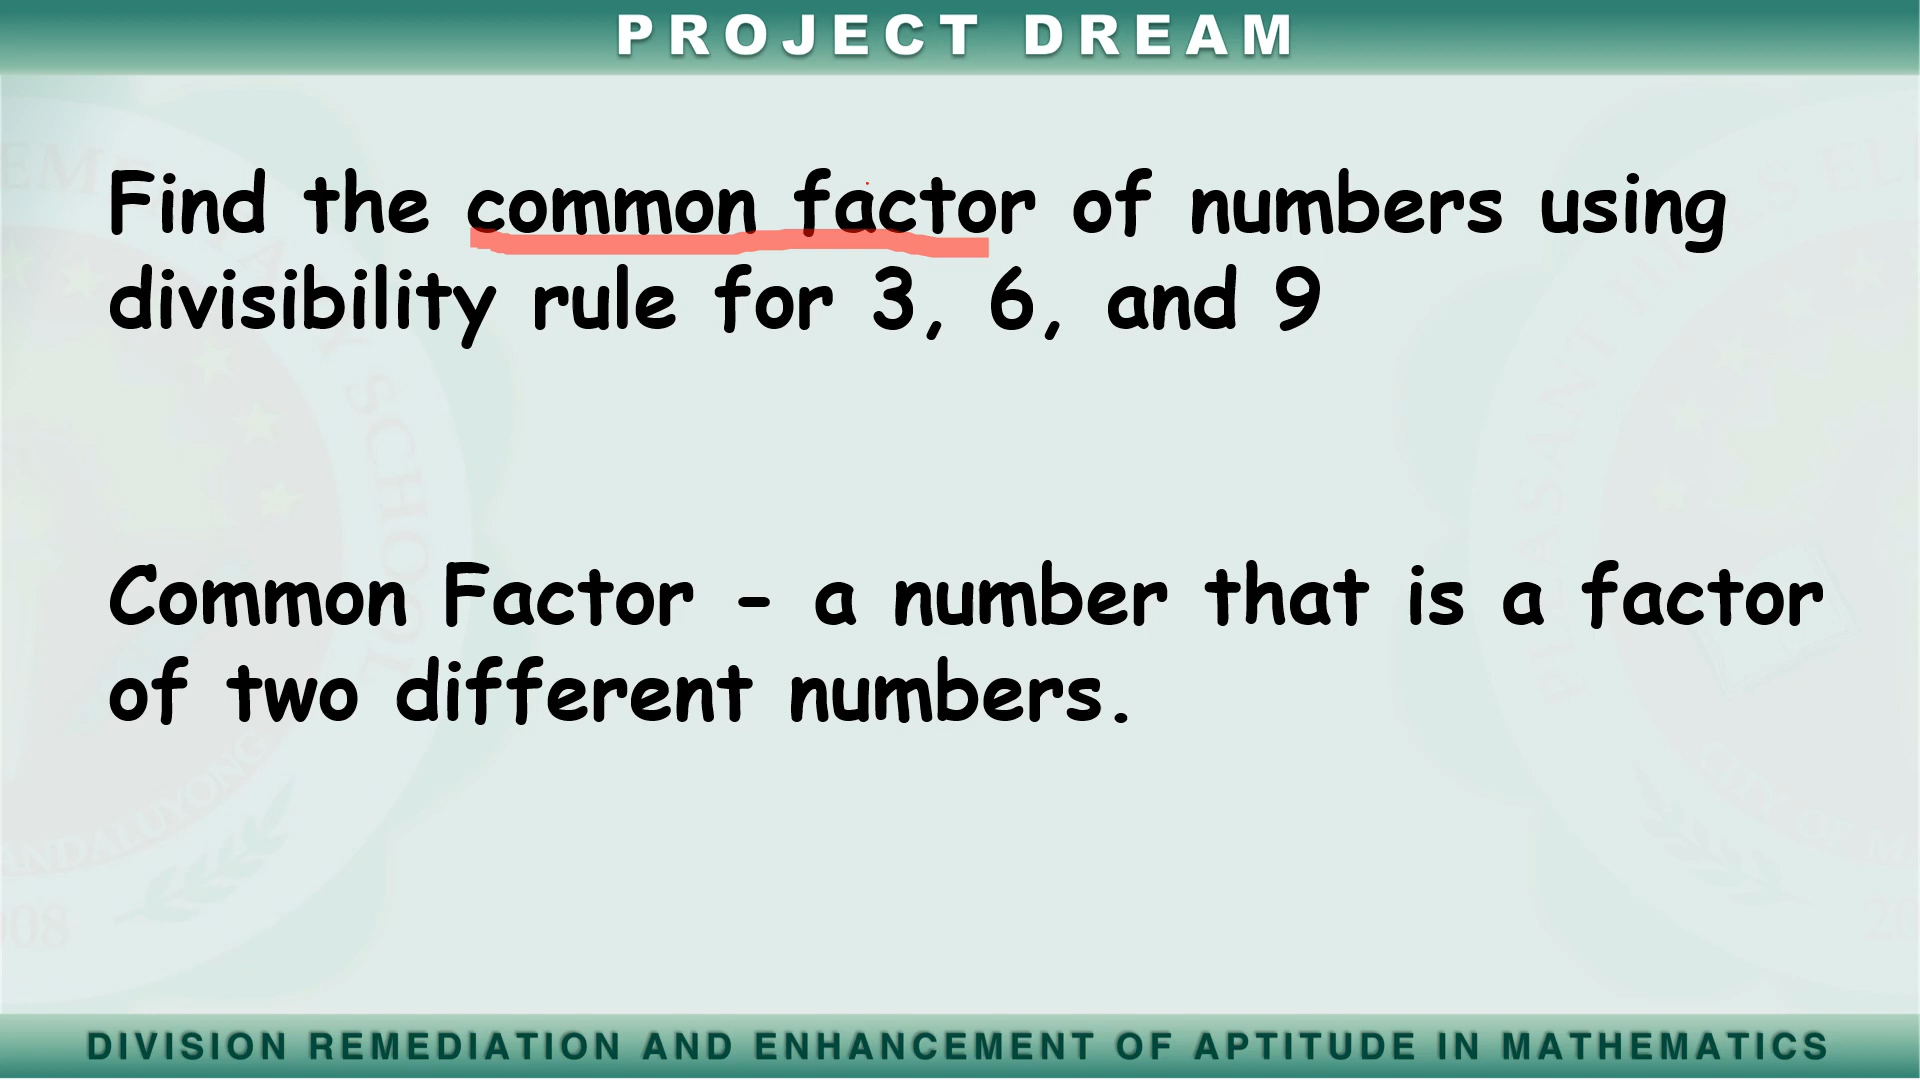 PROJECT DREAM
Find the common factor of numbers using
divisibility rule for 3, 6, and 9
Common Factor - a number that is a factor
of two different numbers.
DIVISION REMEDIATION AND ENHANCEMENT OF APTITUDE IN MATHEMATICS